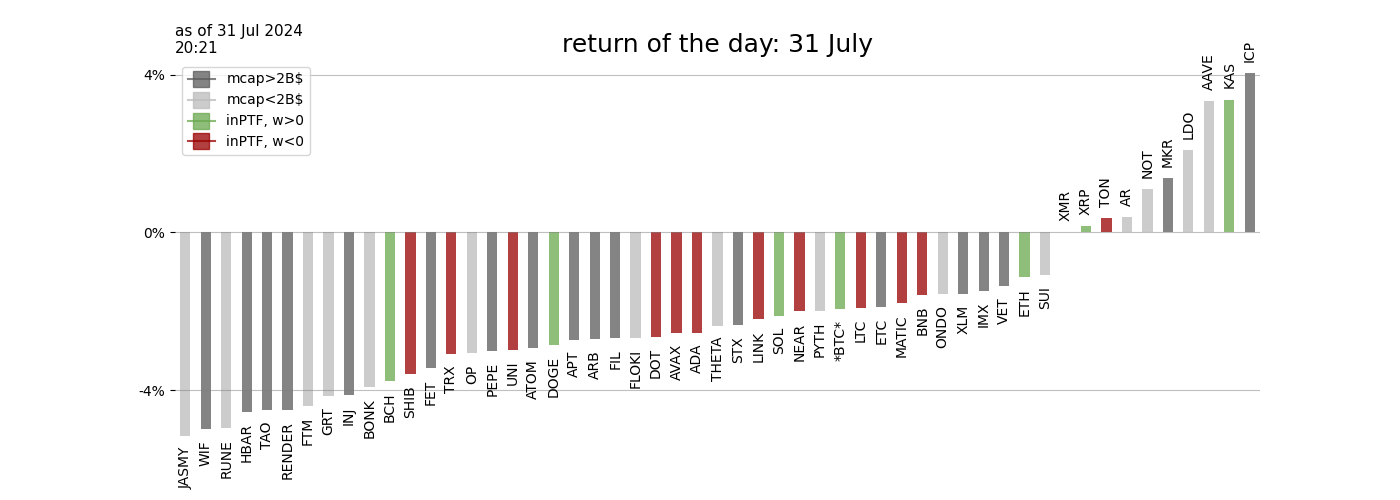 as of 31 Jul 2024
20:21
return of the day: 31 July
mcap>2B$
mcap<2B$
inPTF, w>0
inPTF, w<0
4%
0%
-4%
JASMY
WIF
RUNE
HBAR
TAO
RENDER
FTM
GRT
INJ
BONK
BCH
SHIB
FET
TRX
OP
PEPE
UNI
ATOM
DOGE
APT
ARB
FIL
FLOKI
DOT
AVAX
ADA
THETA
STX
LINK
SOL
NEAR
PYTH
*BTC*
LTC
ETC
MATIC
BNB
ONDO
XLM
IMX
VET
ETH
SUI
XMR
XRP
TON
AR
NOT
MKR
LDO
AAVE
KAS
ICP